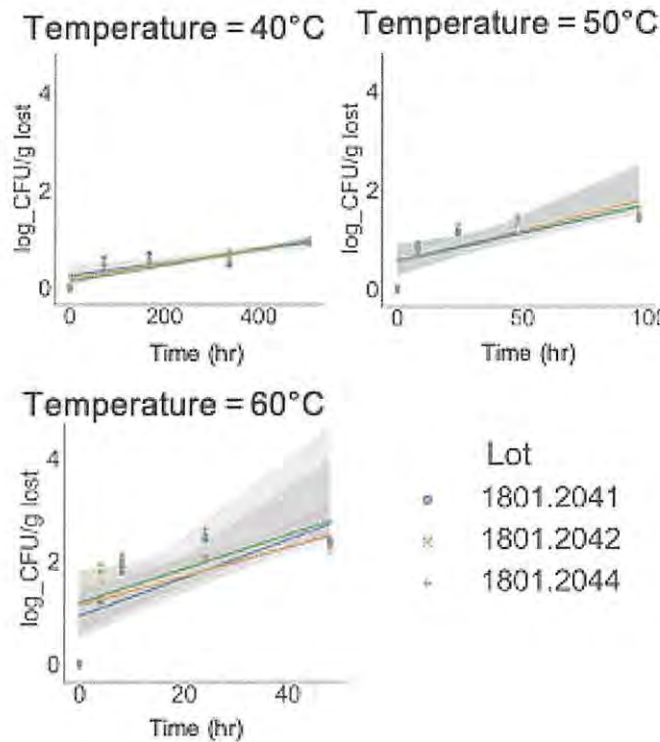 Temperature = 40°C
log_CFU/g lost
4
2
0
0
200
400
Time (hr)
Temperature = 50°C
log_CFU/g lost
4
2
0
0
50
100
Time (hr)
Temperature = 60°C
log_CFU/g lost
4
2
0
0
20
40
Time (hr)
Lot
1801.2041
1801.2042
1801.2044